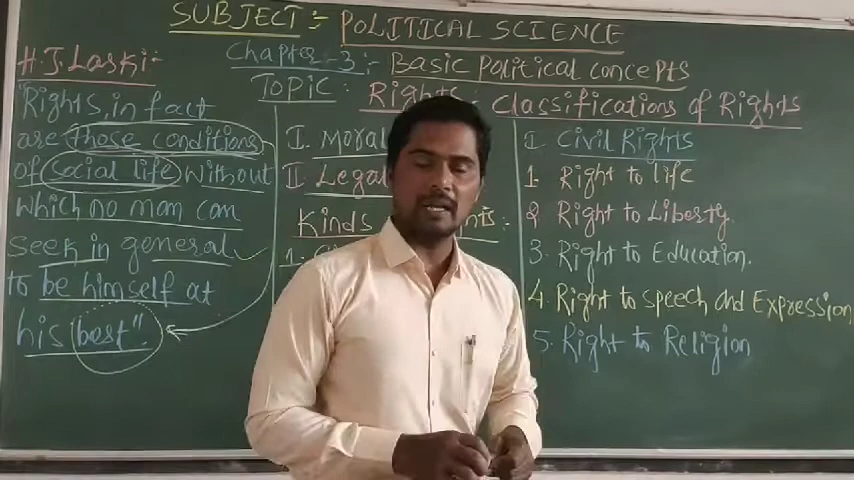 SUBJECT :- POLITICAL SCIENCE
Chapter :- 3 :- BASIC POLITICAL CONCEPT
TOPIC : Rights - Classifications of Rights
H.J. Laski :-
"Rights in fact
are those conditions
of social life without
which no man can
seek in general
to be himself at
his best"
I. MORAL
II. LEGAL
KINDS
1.
I CIVIL RIGHTS
1. Right to life
2 Right to Liberty
3. Right to Education
4. Right to Speech and Expression
5. Right to Religion